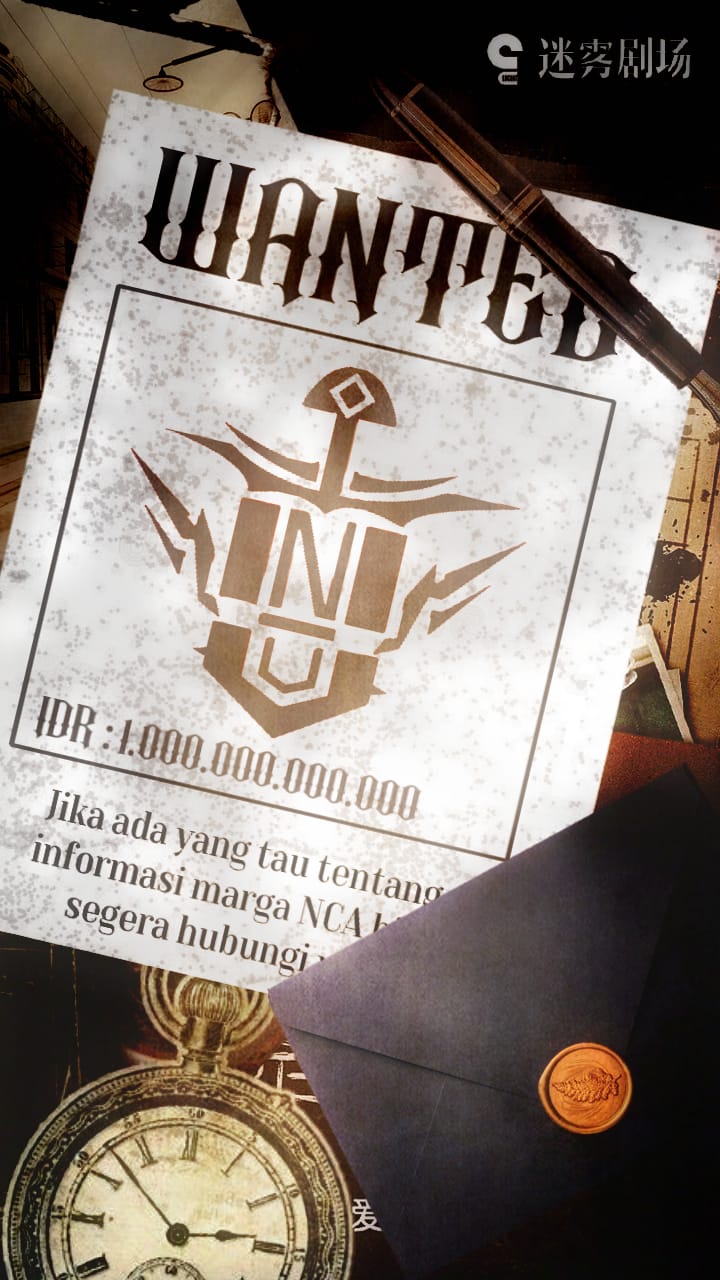 迷雾剧场
WANTED
N
U
IDR : 1.000.000.000.000
Jika ada yang tau tentang
informasi marga NCA
segera hubungi
爱